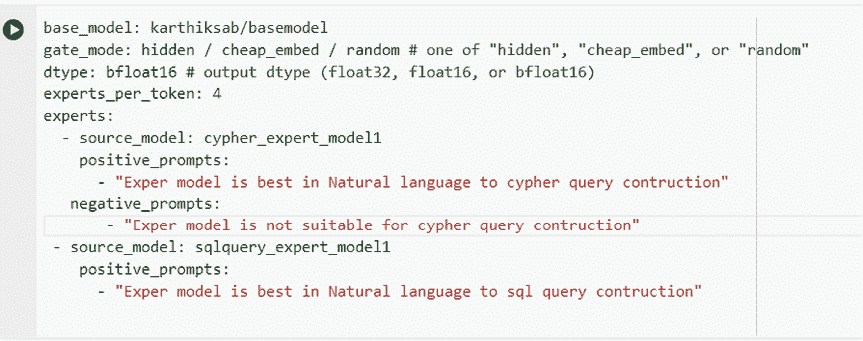 base_model: karthiksab/basemodel
gate_mode: hidden / cheap_embed / random # one of "hidden", "cheap_embed", or "random"
dtype: bfloat16 # output dtype (float32, float16, or bfloat16)
experts_per_token: 4
experts:
- source_model: cypher_expert_model1
positive_prompts:
- "Exper model is best in Natural language to cypher query contruction"
negative_prompts:
- "Exper model is not suitable for cypher query contruction"
- source_model: sqlquery_expert_model1
positive_prompts:
- "Exper model is best in Natural language to sql query contruction"